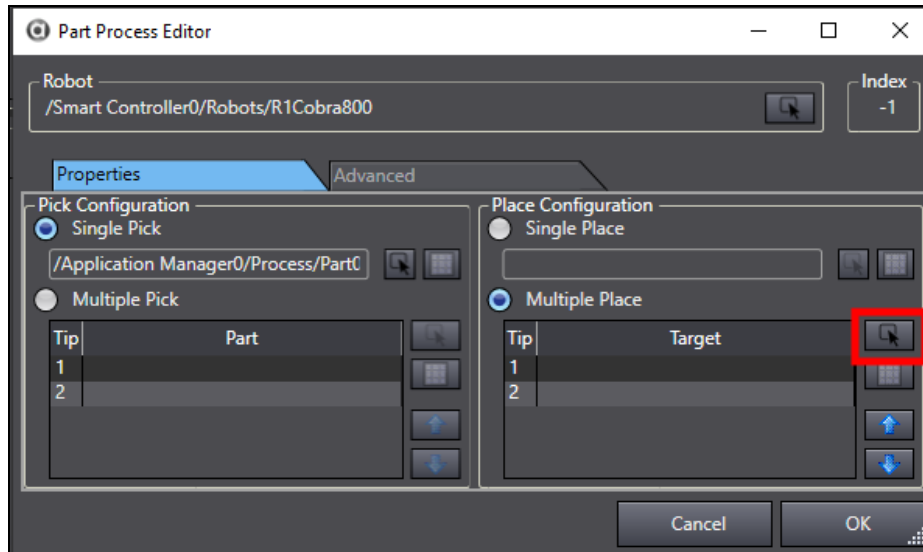 Part Process Editor
Robot
/Smart Controller0/Robots/R1Cobra800
Index
-1
Properties
Advanced
Pick Configuration
Single Pick
/Application Manager0/Process/Part0
Multiple Pick
Tip Part
1
2
Place Configuration
Single Place
Multiple Place
Tip Target
1
2
Cancel
OK